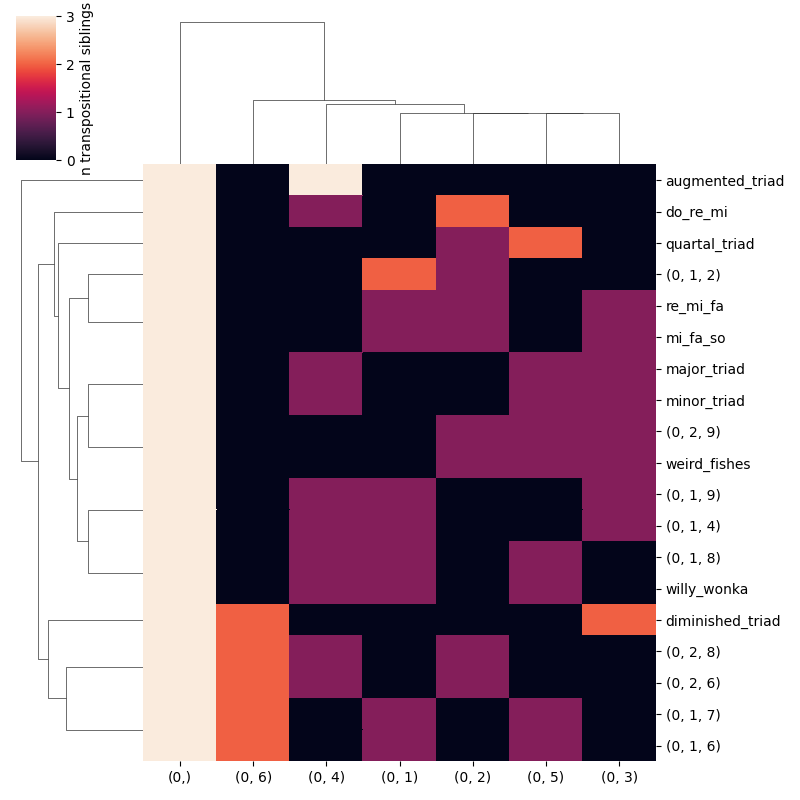 3
2
1
0
n transpositional siblings
augmented_triad
do_re_mi
quartal_triad
(0, 1, 2)
re_mi_fa
mi_fa_so
major_triad
minor_triad
(0, 2, 9)
weird_fishes
(0, 1, 9)
(0, 1, 4)
(0, 1, 8)
willy_wonka
diminished_triad
(0, 2, 8)
(0, 2, 6)
(0, 1, 7)
(0, 1, 6)
(0,) (0, 6) (0, 4) (0, 1) (0, 2) (0, 5) (0, 3)